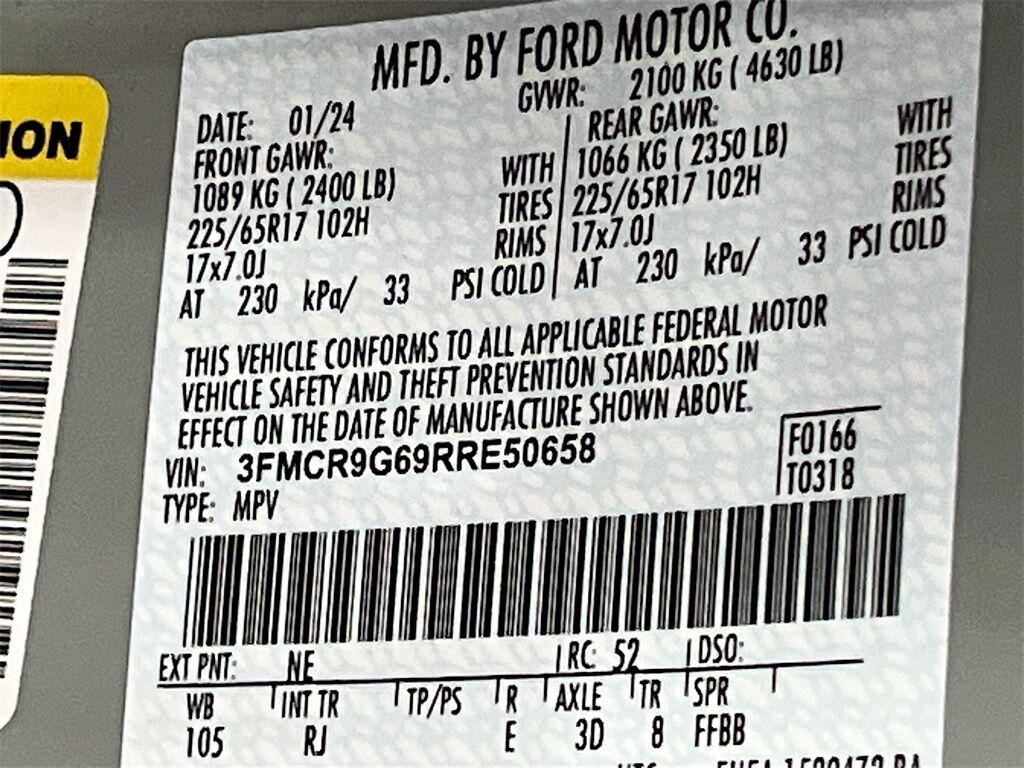 MFD. BY FORD MOTOR CO.
DATE: 01/24 GVWR: 2100 KG ( 4630 LB)
FRONT GAWR: REAR GAWR:
1089 KG ( 2400 LB) WITH 1066 KG ( 2350 LB) WITH
225/65R17 102H TIRES 225/65R17 102H TIRES
17x7.0J RIMS 17x7.0J RIMS
AT 230 kPa/ 33 PSI COLD AT 230 kPa/ 33 PSI COLD
THIS VEHICLE CONFORMS TO ALL APPLICABLE FEDERAL MOTOR
VEHICLE SAFETY AND THEFT PREVENTION STANDARDS IN
EFFECT ON THE DATE OF MANUFACTURE SHOWN ABOVE.
VIN: 3FMCR9G69RRE50658 F0166
TYPE: MPV T0318
EXT PNT: NE RC: 52 DSO:
WB INT TR TP/PS R AXLE TR SPR
105 RJ E 3D 8 FFBB